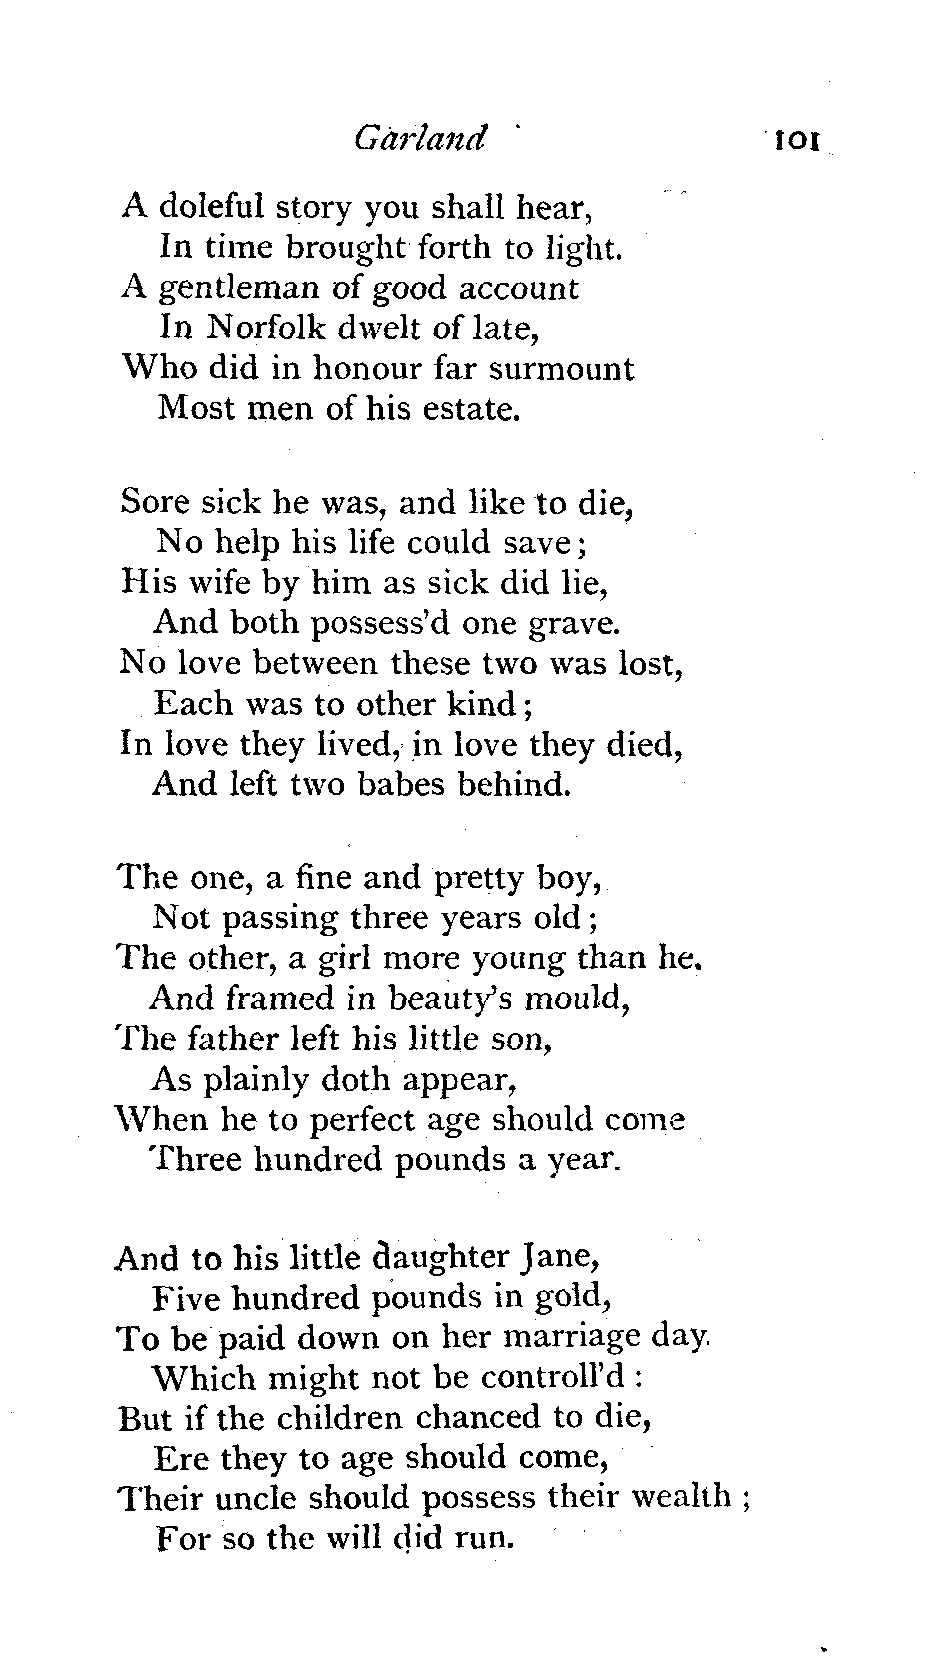 Garland 101
A doleful story you shall hear,
In time brought forth to light.
A gentleman of good account
In Norfolk dwelt of late,
Who did in honour far surmount
Most men of his estate.
Sore sick he was, and like to die,
No help his life could save;
His wife by him as sick did lie,
And both possess'd one grave.
No love between these two was lost,
Each was to other kind;
In love they lived, in love they died,
And left two babes behind.
The one, a fine and pretty boy,
Not passing three years old;
The other, a girl more young than he.
And framed in beauty's mould,
The father left his little son,
As plainly doth appear,
When he to perfect age should come
Three hundred pounds a year.
And to his little daughter Jane,
Five hundred pounds in gold,
To be paid down on her marriage day.
Which might not be controll'd :
But if the children chanced to die,
Ere they to age should come,
Their uncle should possess their wealth ;
For so the will did run.